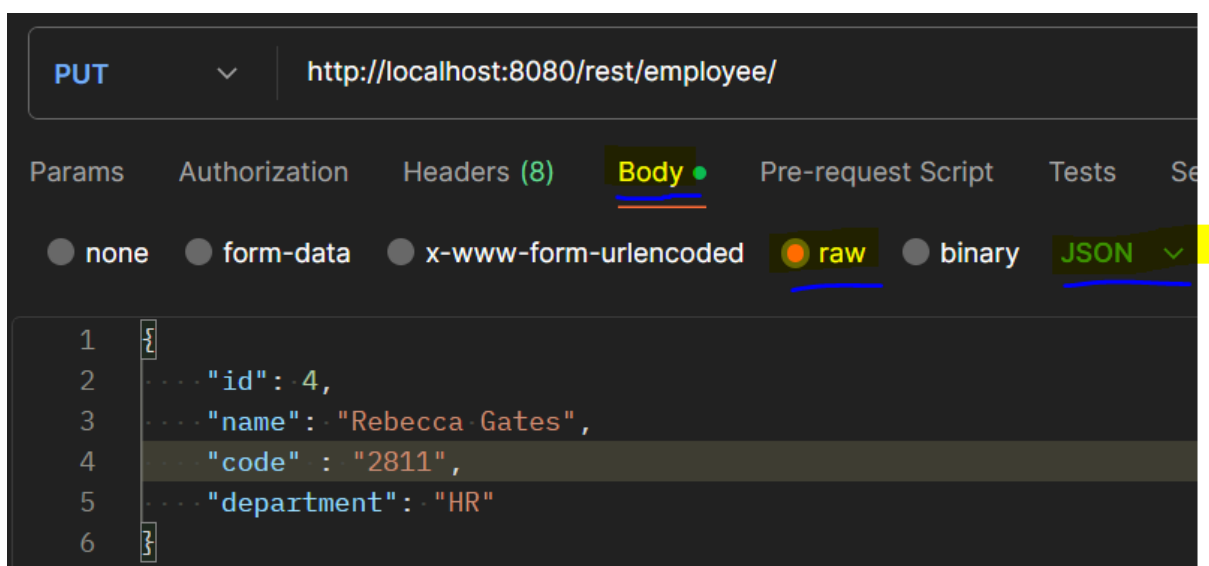 PUT http://localhost:8080/rest/employee/
Params Authorization Headers (8) Body Pre-request Script Tests Se
none form-data x-www-form-urlencoded raw binary JSON
1 {
2 "id": 4,
3 "name": "Rebecca Gates",
4 "code" : "2811",
5 "department": "HR"
6 }